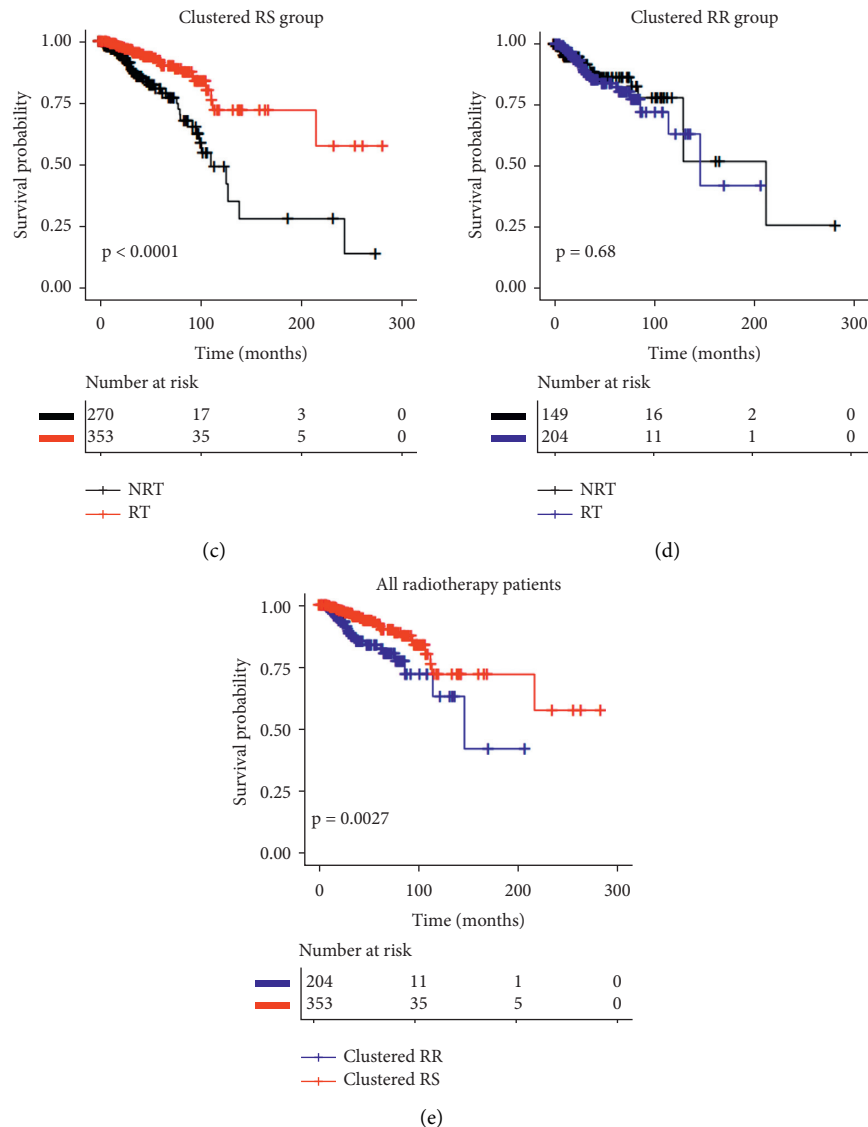 Clustered RS group
1.00
0.75
0.50
0.25
0.00
Survival probability
p < 0.0001
0 100 200 300
Time (months)
Number at risk
270 17 3 0
353 35 5 0
NRT
RT
(c)
Clustered RR group
1.00
0.75
0.50
0.25
0.00
Survival probability
p = 0.68
0 100 200 300
Time (months)
Number at risk
149 16 2 0
204 11 1 0
NRT
RT
(d)
All radiotherapy patients
1.00
0.75
0.50
0.25
0.00
Survival probability
p = 0.0027
0 100 200 300
Time (months)
Number at risk
204 11 1 0
353 35 5 0
Clustered RR
Clustered RS
(e)